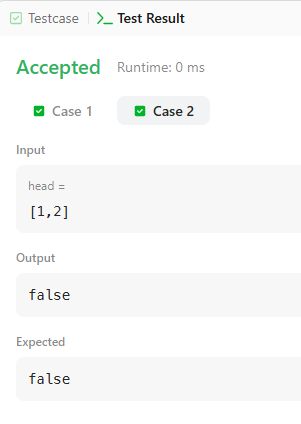 Testcase Test Result
Accepted Runtime: 0 ms
Case 1 Case 2
Input
head =
[1,2]
Output
false
Expected
false